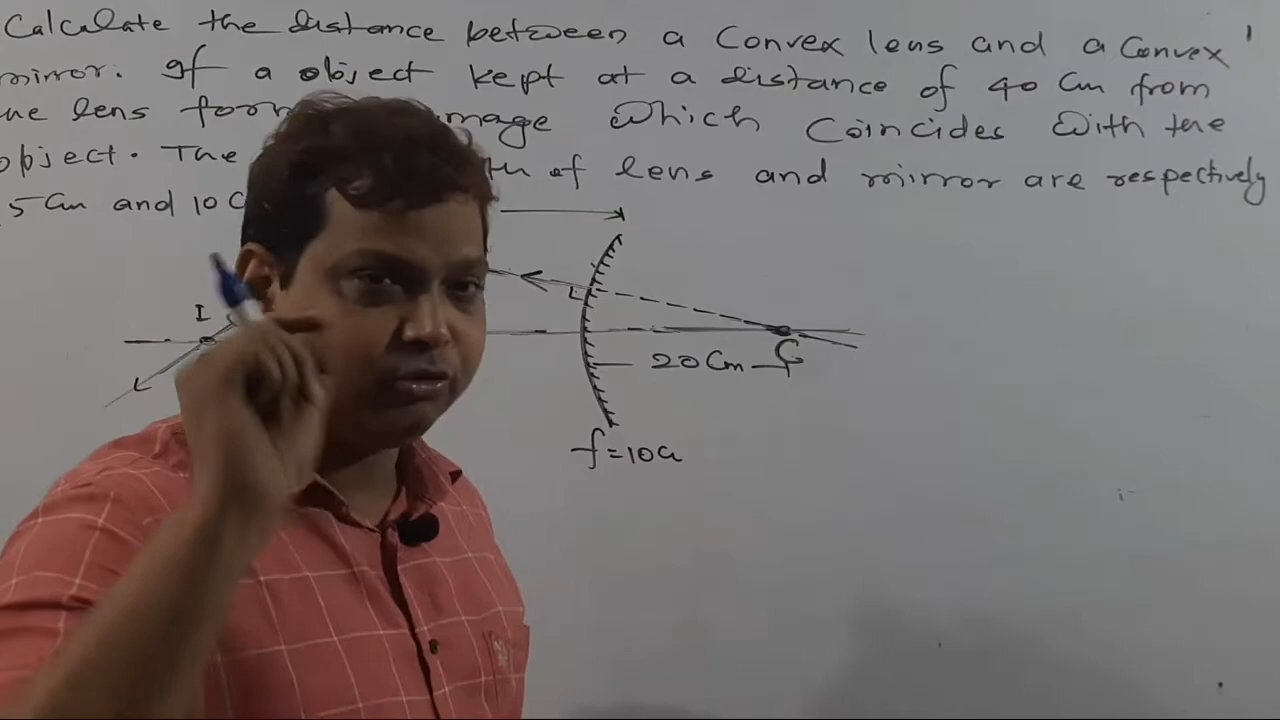 Calculate the distance between a Convex lens and a Convex
mirror. If a object kept at a distance of 40 Cm from
lens which Coincides With the
object. The of lens and mirror are respectively
5 Cm and 10
I
C
20 Cm
f=10